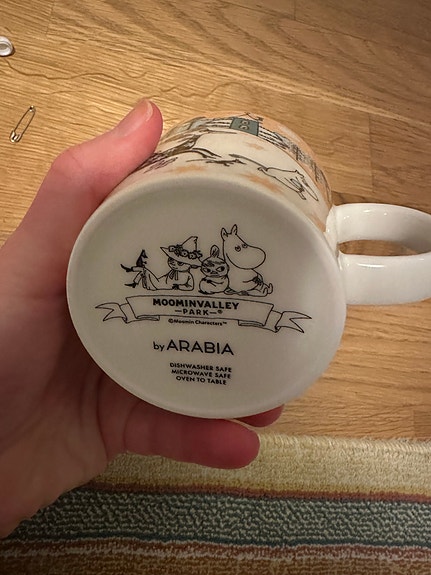 MOOMINVALLEY
—PARK—®
©Moomin Characters™
by ARABIA
DISHWASHER SAFE
MICROWAVE SAFE
OVEN TO TABLE